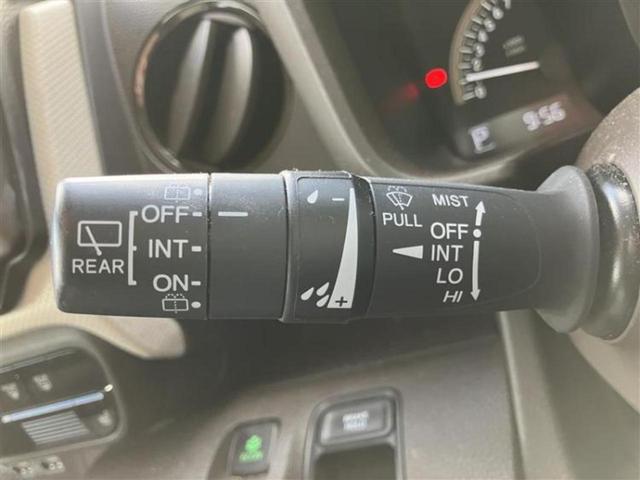 P 9:56
OFF
INT
ON
REAR
− 
+
PULL
MIST
OFF
INT
LO
HI